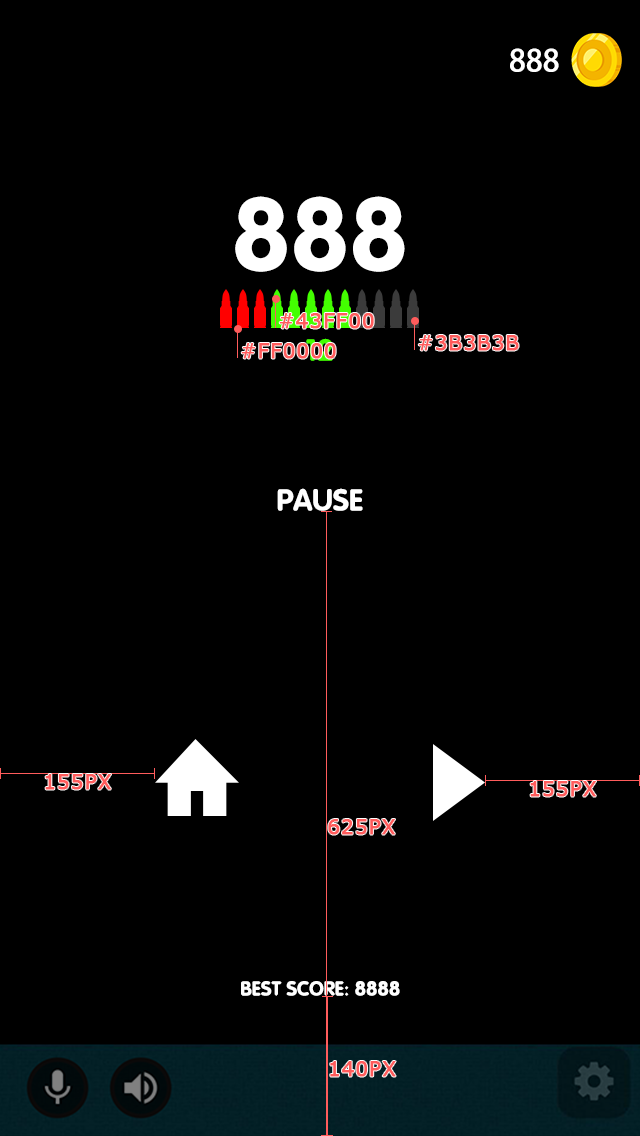 888
888
#43FF00
#3B3B3B
#FF0000
PAUSE
155PX
155PX
625PX
BEST SCORE: 8888
140PX